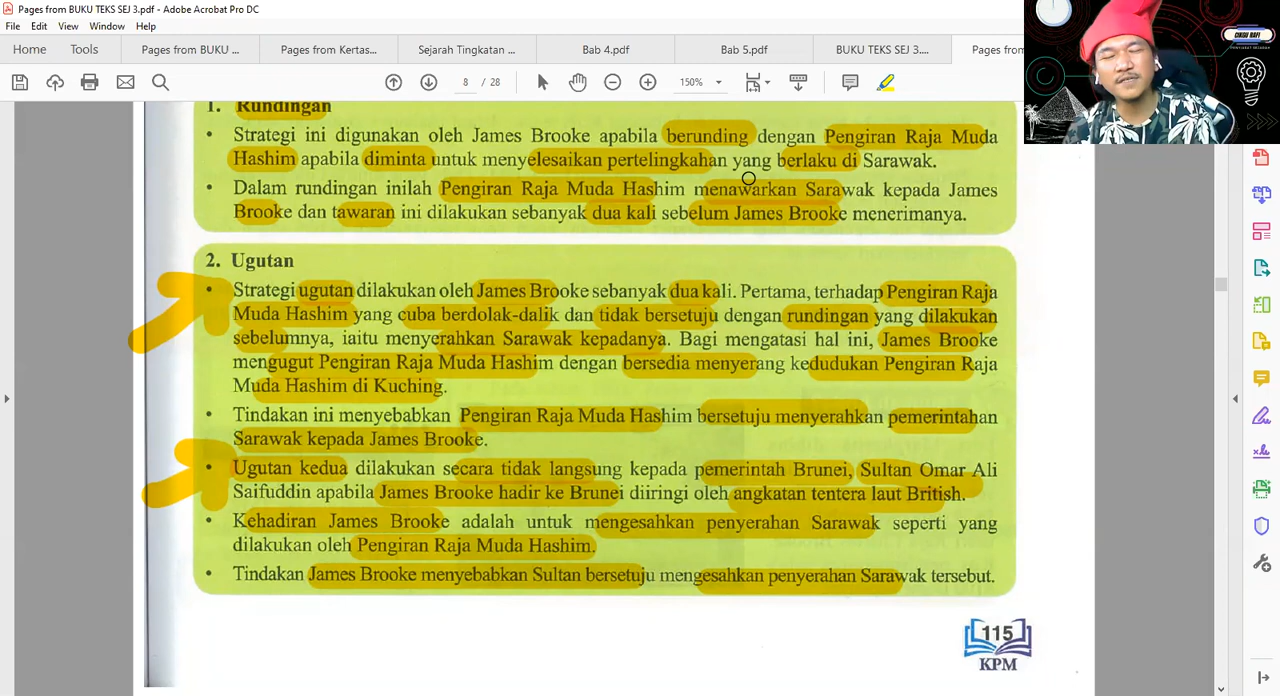 Pages from BUKU TEKS SEJ 3.pdf - Adobe Acrobat Pro DC
File Edit View Window Help
Home Tools Pages from BUKU ... Pages from Kertas... Sejarah Tingkatan ... Bab 4.pdf Bab 5.pdf BUKU TEKS SEJ 3.... Pages from
8 / 28 150%
CIKGU RAFI
1. Rundingan
• Strategi ini digunakan oleh James Brooke apabila berunding dengan Pengiran Raja Muda
Hashim apabila diminta untuk menyelesaikan pertelingkahan yang berlaku di Sarawak.
• Dalam rundingan inilah Pengiran Raja Muda Hashim menawarkan Sarawak kepada James
Brooke dan tawaran ini dilakukan sebanyak dua kali sebelum James Brooke menerimanya.
2. Ugutan
• Strategi ugutan dilakukan oleh James Brooke sebanyak dua kali. Pertama, terhadap Pengiran Raja
Muda Hashim yang cuba berdolak-dalik dan tidak bersetuju dengan rundingan yang dilakukan
sebelumnya, iaitu menyerahkan Sarawak kepadanya. Bagi mengatasi hal ini, James Brooke
mengugut Pengiran Raja Muda Hashim dengan bersedia menyerang kedudukan Pengiran Raja
Muda Hashim di Kuching.
• Tindakan ini menyebabkan Pengiran Raja Muda Hashim bersetuju menyerahkan pemerintahan
Sarawak kepada James Brooke.
• Ugutan kedua dilakukan secara tidak langsung kepada pemerintah Brunei, Sultan Omar Ali
Saifuddin apabila James Brooke hadir ke Brunei diiringi oleh angkatan tentera laut British.
• Kehadiran James Brooke adalah untuk mengesahkan penyerahan Sarawak seperti yang
dilakukan oleh Pengiran Raja Muda Hashim.
• Tindakan James Brooke menyebabkan Sultan bersetuju mengesahkan penyerahan Sarawak tersebut.
115
KPM